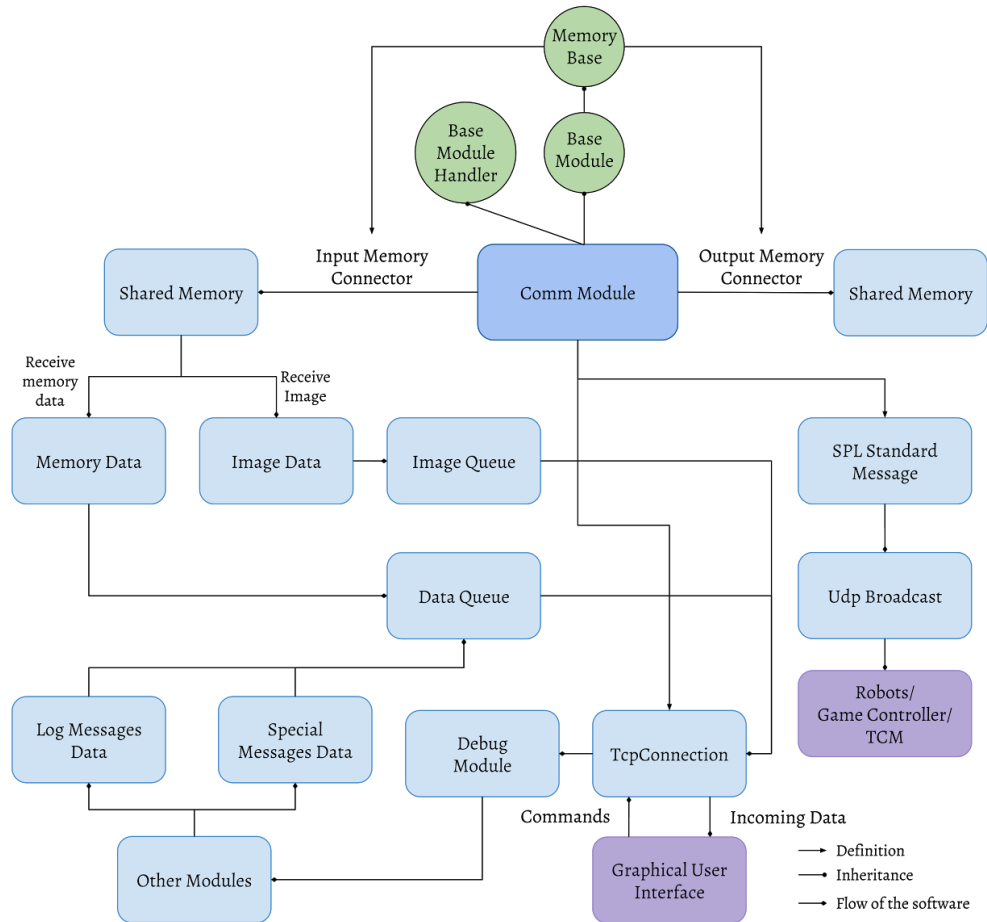 Memory
Base
Base
Module
Handler
Base
Module
Input Memory
Connector
Output Memory
Connector
Shared Memory
Comm Module
Shared Memory
Receive
memory
data
Receive
Image
Memory Data
Image Data
Image Queue
SPL Standard
Message
Data Queue
Udp Broadcast
Robots/
Game Controller/
TCM
Log Messages
Data
Special
Messages Data
Debug
Module
TcpConnection
Commands
Incoming Data
Other Modules
Graphical User
Interface
Definition
Inheritance
Flow of the software